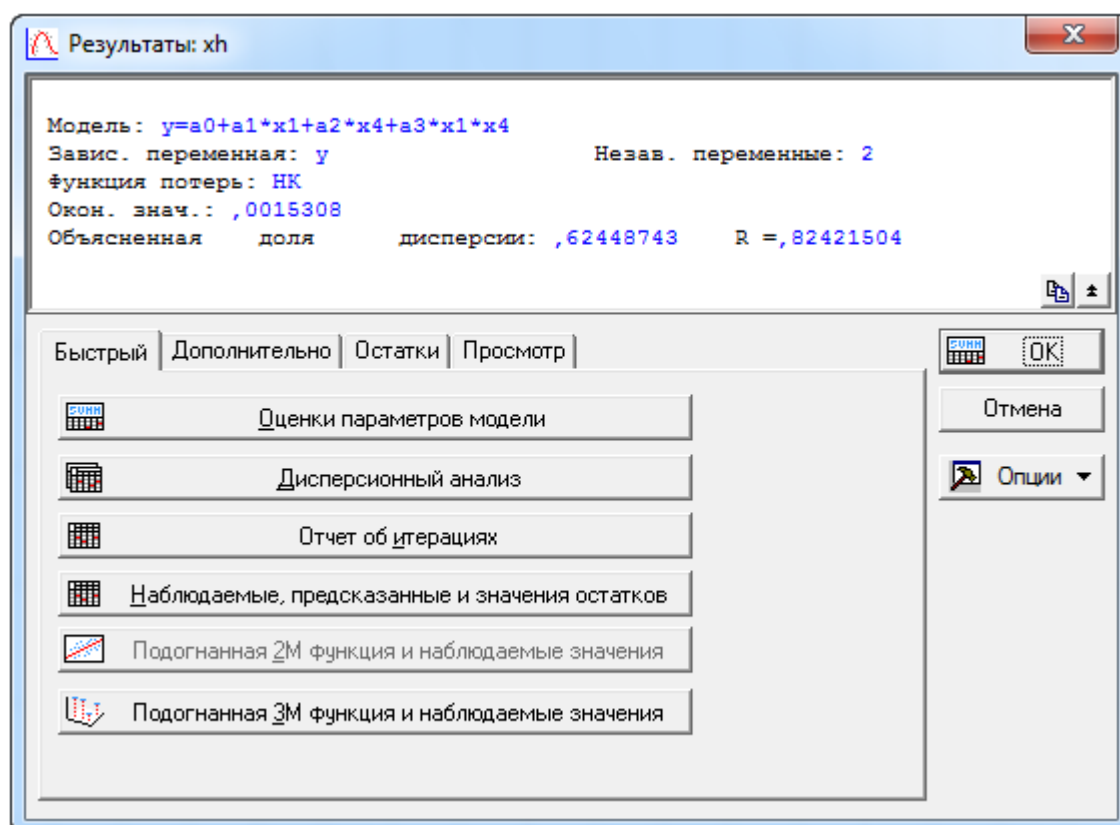 Результаты: xh
Модель: y=a0+a1*x1+a2*x4+a3*x1*x4
Завис. переменная: y Незав. переменные: 2
Функция потерь: НК
Окон. знач.: ,0015308
Объясненная доля дисперсии: ,62448743 R =,82421504
Быстрый Дополнительно Остатки Просмотр
OK
Отмена
Опции
Оценки параметров модели
Дисперсионный анализ
Отчет об итерациях
Наблюдаемые, предсказанные и значения остатков
Подогнанная 2М функция и наблюдаемые значения
Подогнанная 3М функция и наблюдаемые значения